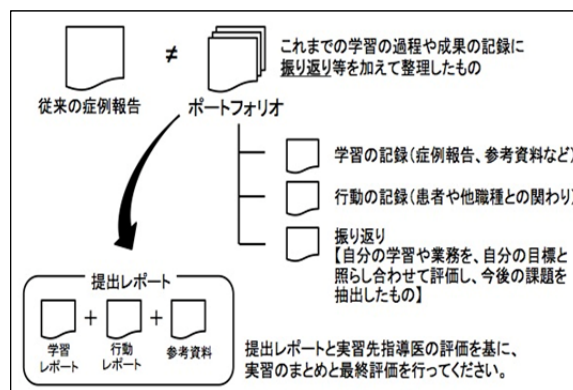 ≠
これまでの学習の過程や成果の記録に
振り返り等を加えて整理したもの
従来の症例報告
ポートフォリオ
学習の記録(症例報告、参考資料など)
行動の記録(患者や他職種との関わり)
振り返り
【自分の学習や業務を、自分の目標と
照らし合わせて評価し、今後の課題を
抽出したもの】
提出レポート
+
+
学習
レポート
行動
レポート
参考資料
提出レポートと実習先指導医の評価を基に、
実習のまとめと最終評価を行ってください。